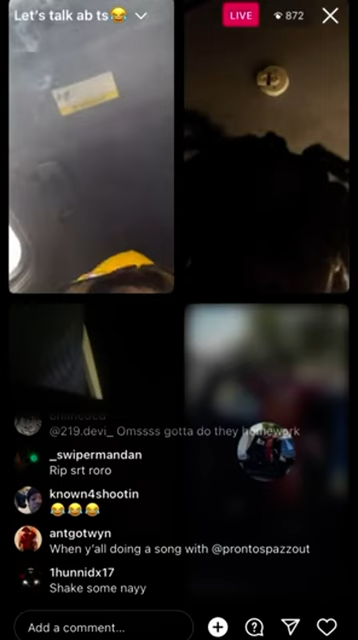 Let's talk ab ts😂
LIVE
872
@219.devi_ Omssss gotta do they homework
_swipermandan
Rip srt roro
known4shootin
😂😂😂
antgotwyn
When y'all doing a song with @prontospazzout
1hunnidx17
Shake some nayy
Add a comment...